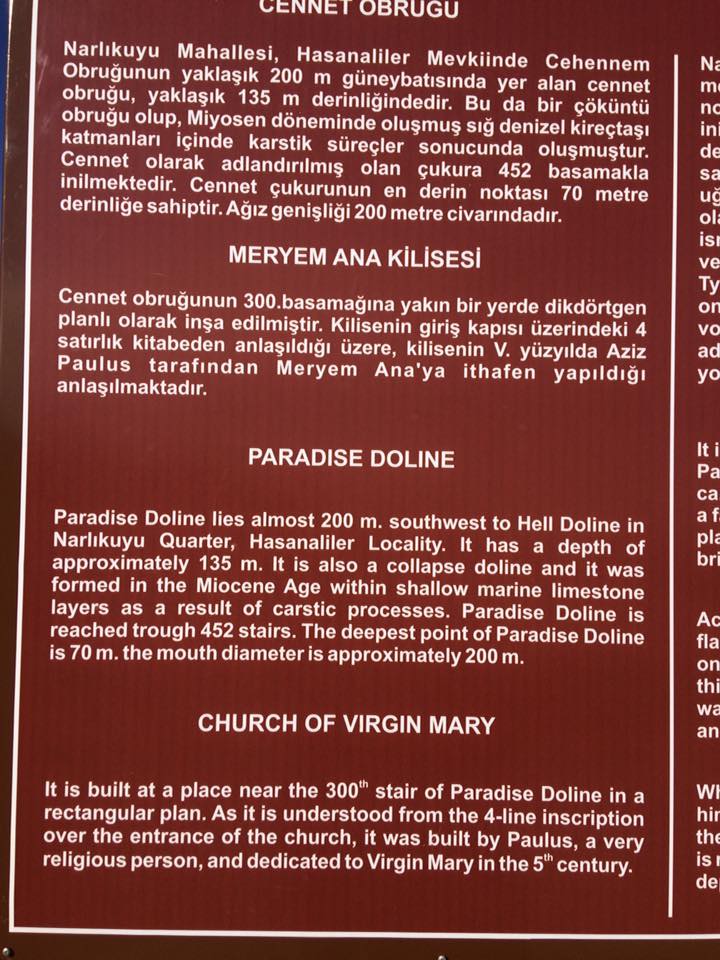 CENNET OBRUĞU
Narlıkuyu Mahallesi, Hasanaliler Mevkiinde Cehennem
Obruğunun yaklaşık 200 m güneybatısında yer alan cennet
obruğu, yaklaşık 135 m derinliğindedir. Bu da bir çöküntü
obruğu olup, Miyosen döneminde oluşmuş sığ denizel kireçtaşı
katmanları içinde karstik süreçler sonucunda oluşmuştur.
Cennet olarak adlandırılmış olan çukura 452 basamakla
inilmektedir. Cennet çukurunun en derin noktası 70 metre
derinliğe sahiptir. Ağız genişliği 200 metre civarındadır.
MERYEM ANA KİLİSESİ
Cennet obruğunun 300.basamağına yakın bir yerde dikdörtgen
planlı olarak inşa edilmiştir. Kilisenin giriş kapısı üzerindeki 4
satırlık kitabeden anlaşıldığı üzere, kilisenin V. yüzyılda Aziz
Paulus tarafından Meryem Ana'ya ithafen yapıldığı
anlaşılmaktadır.
PARADISE DOLINE
Paradise Doline lies almost 200 m. southwest to Hell Doline in
Narlıkuyu Quarter, Hasanaliler Locality. It has a depth of
approximately 135 m. It is also a collapse doline and it was
formed in the Miocene Age within shallow marine limestone
layers as a result of carstic processes. Paradise Doline is
reached trough 452 stairs. The deepest point of Paradise Doline
is 70 m. the mouth diameter is approximately 200 m.
CHURCH OF VIRGIN MARY
It is built at a place near the 300th stair of Paradise Doline in a
rectangular plan. As it is understood from the 4-line inscription
over the entrance of the church, it was built by Paulus, a very
religious person, and dedicated to Virgin Mary in the 5th century.